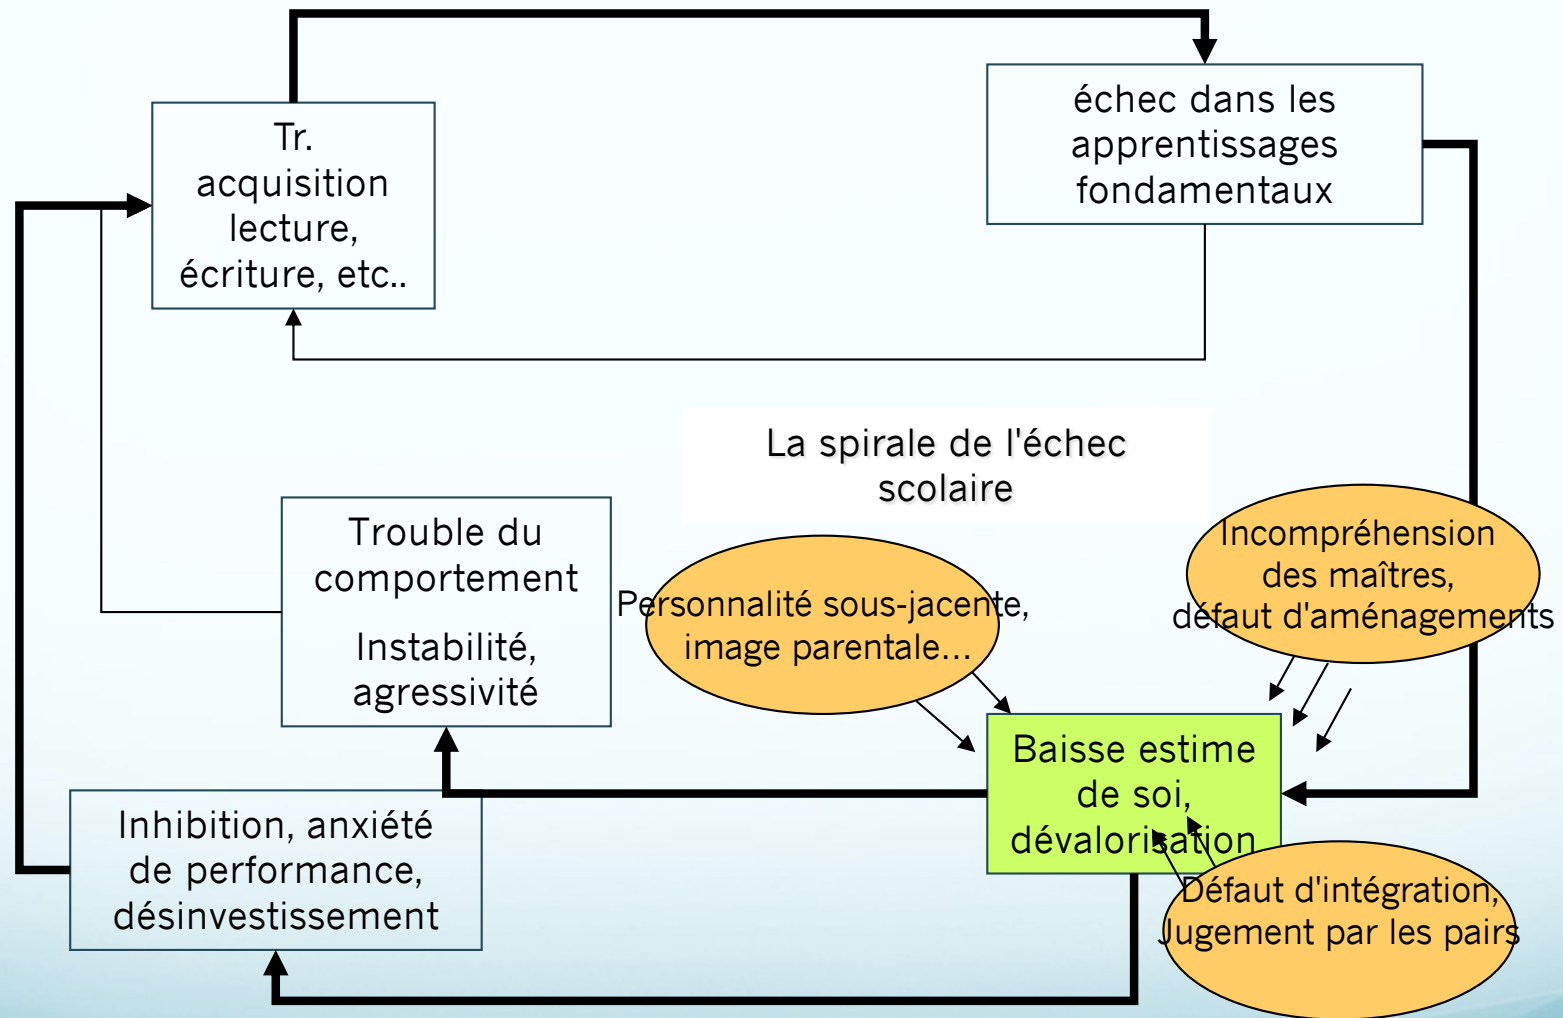 Tr.
acquisition
lecture,
écriture, etc..
échec dans les
apprentissages
fondamentaux
La spirale de l'échec
scolaire
Trouble du
comportement
Instabilité,
agressivité
Personnalité sous-jacente,
image parentale...
Incompréhension
des maîtres,
défaut d'aménagements
Baisse estime
de soi,
dévalorisation
Inhibition, anxiété
de performance,
désinvestissement
Défaut d'intégration,
Jugement par les pairs